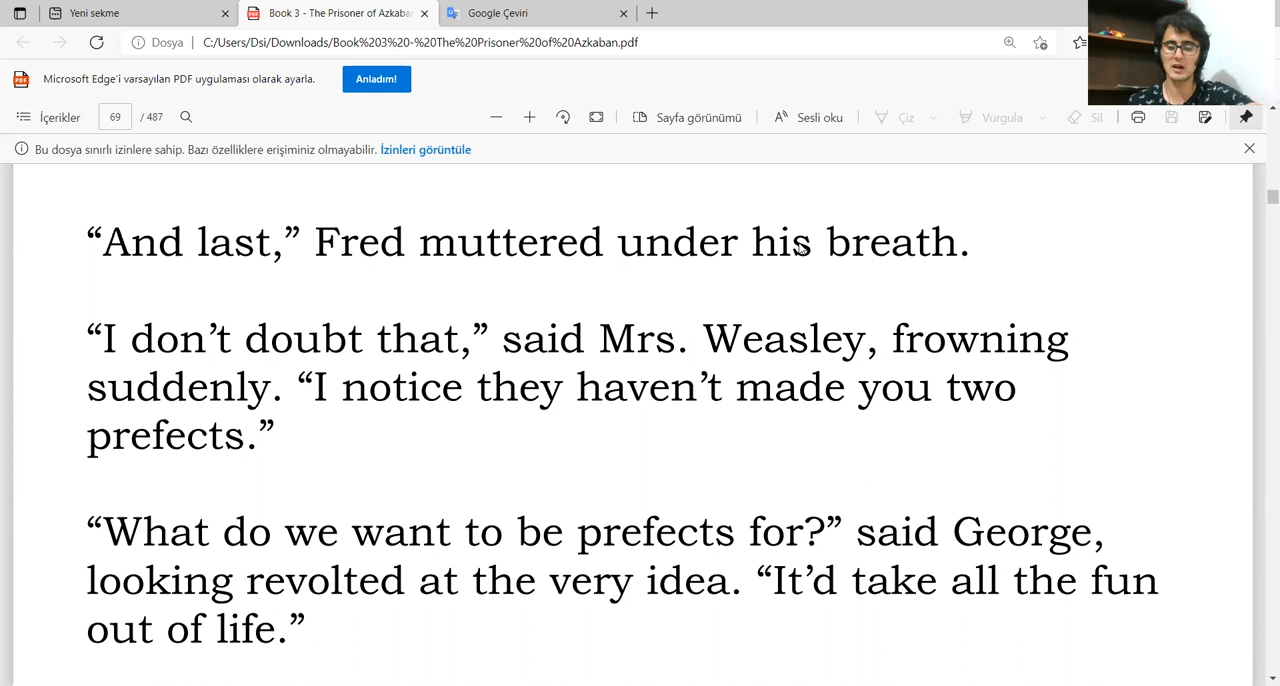 Yeni sekme
Book 3 - The Prisoner of Azkaban
Google Çeviri
Dosya
C:/Users/Dsi/Downloads/Book%203%20-%20The%20Prisoner%20of%20Azkaban.pdf
Microsoft Edge'i varsayılan PDF uygulaması olarak ayarla.
Anladım!
İçerikler
69
/ 487
Sayfa görünümü
Sesli oku
Çiz
Vurgula
Sil
Bu dosya sınırlı izinlere sahip. Bazı özelliklere erişiminiz olmayabilir. İzinleri görüntüle
“And last,” Fred muttered under his breath.
“I don’t doubt that,” said Mrs. Weasley, frowning
suddenly. “I notice they haven’t made you two
prefects.”
“What do we want to be prefects for?” said George,
looking revolted at the very idea. “It’d take all the fun
out of life.”